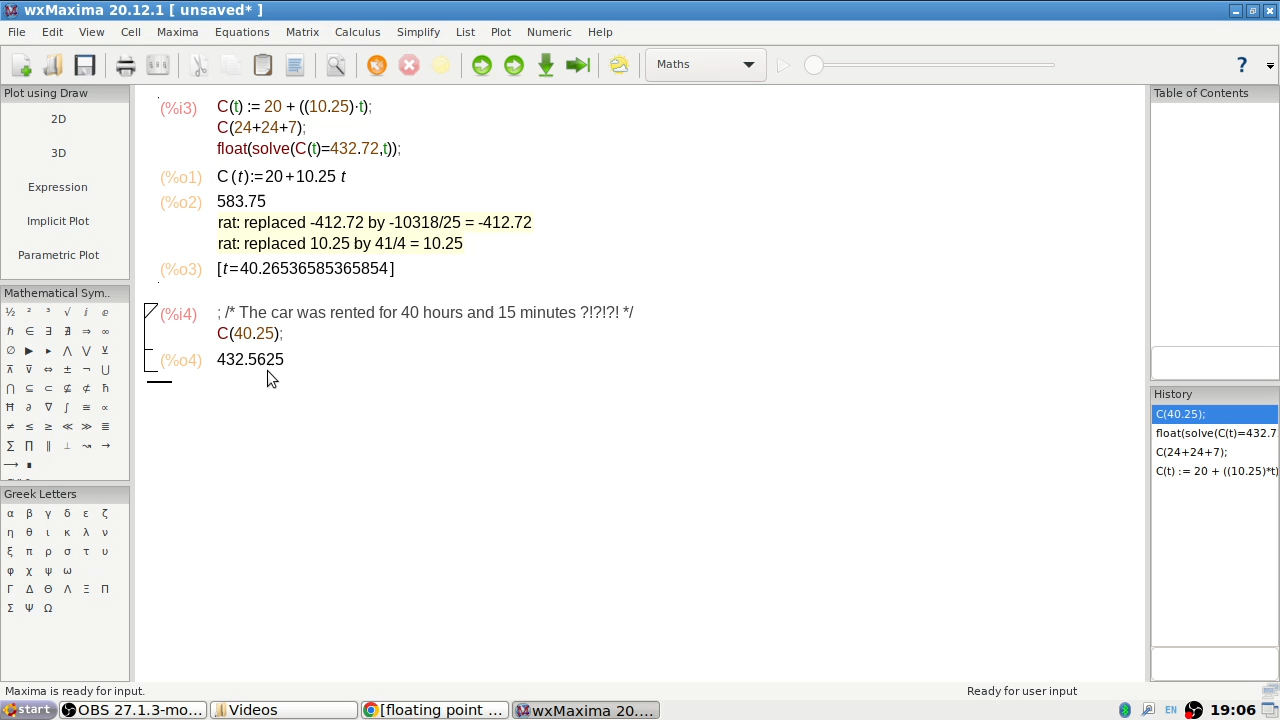 wxMaxima 20.12.1 [ unsaved* ]
File Edit View Cell Maxima Equations Matrix Calculus Simplify List Plot Numeric Help
Maths
?
Plot using Draw
2D
3D
Expression
Implicit Plot
Parametric Plot
Mathematical Sym..
½ ² ³ √ ⅈ ⅇ
ℏ ∈ ∃ ∄ ⇒ ∞
∅ ▶ ▸ ⋀ ⋁ ⊻
⊼ ⊽ ⇔ ± ¬ ⋃
⋂ ⊆ ⊂ ⊈ ⊄ ħ
Ħ ∂ ∇ ∫ ≅ ∝
≠ ≤ ≥ ≪ ≫ ≣
∑ ∏ ∥ ⟂ ↝ →
⟶ ∎
Greek Letters
α β γ δ ε ζ
η θ ι κ λ ν
ξ π ρ σ τ υ
φ χ ψ ω
Γ Δ Θ Λ Ξ Π
Σ Ψ Ω
(%i3) C(t) := 20 + ((10.25)·t);
C(24+24+7);
float(solve(C(t)=432.72,t));
(%o1) C(t):=20+10.25 t
(%o2) 583.75
rat: replaced -412.72 by -10318/25 = -412.72
rat: replaced 10.25 by 41/4 = 10.25
(%o3) [t=40.26536585365854]
(%i4) ; /* The car was rented for 40 hours and 15 minutes ?!?!?! */
C(40.25);
(%o4) 432.5625
Table of Contents
History
C(40.25);
float(solve(C(t)=432.7
C(24+24+7);
C(t) := 20 + ((10.25)*t)
Maxima is ready for input.
Ready for user input
start
OBS 27.1.3-mo...
Videos
[floating point ...
wxMaxima 20....
EN
19:06